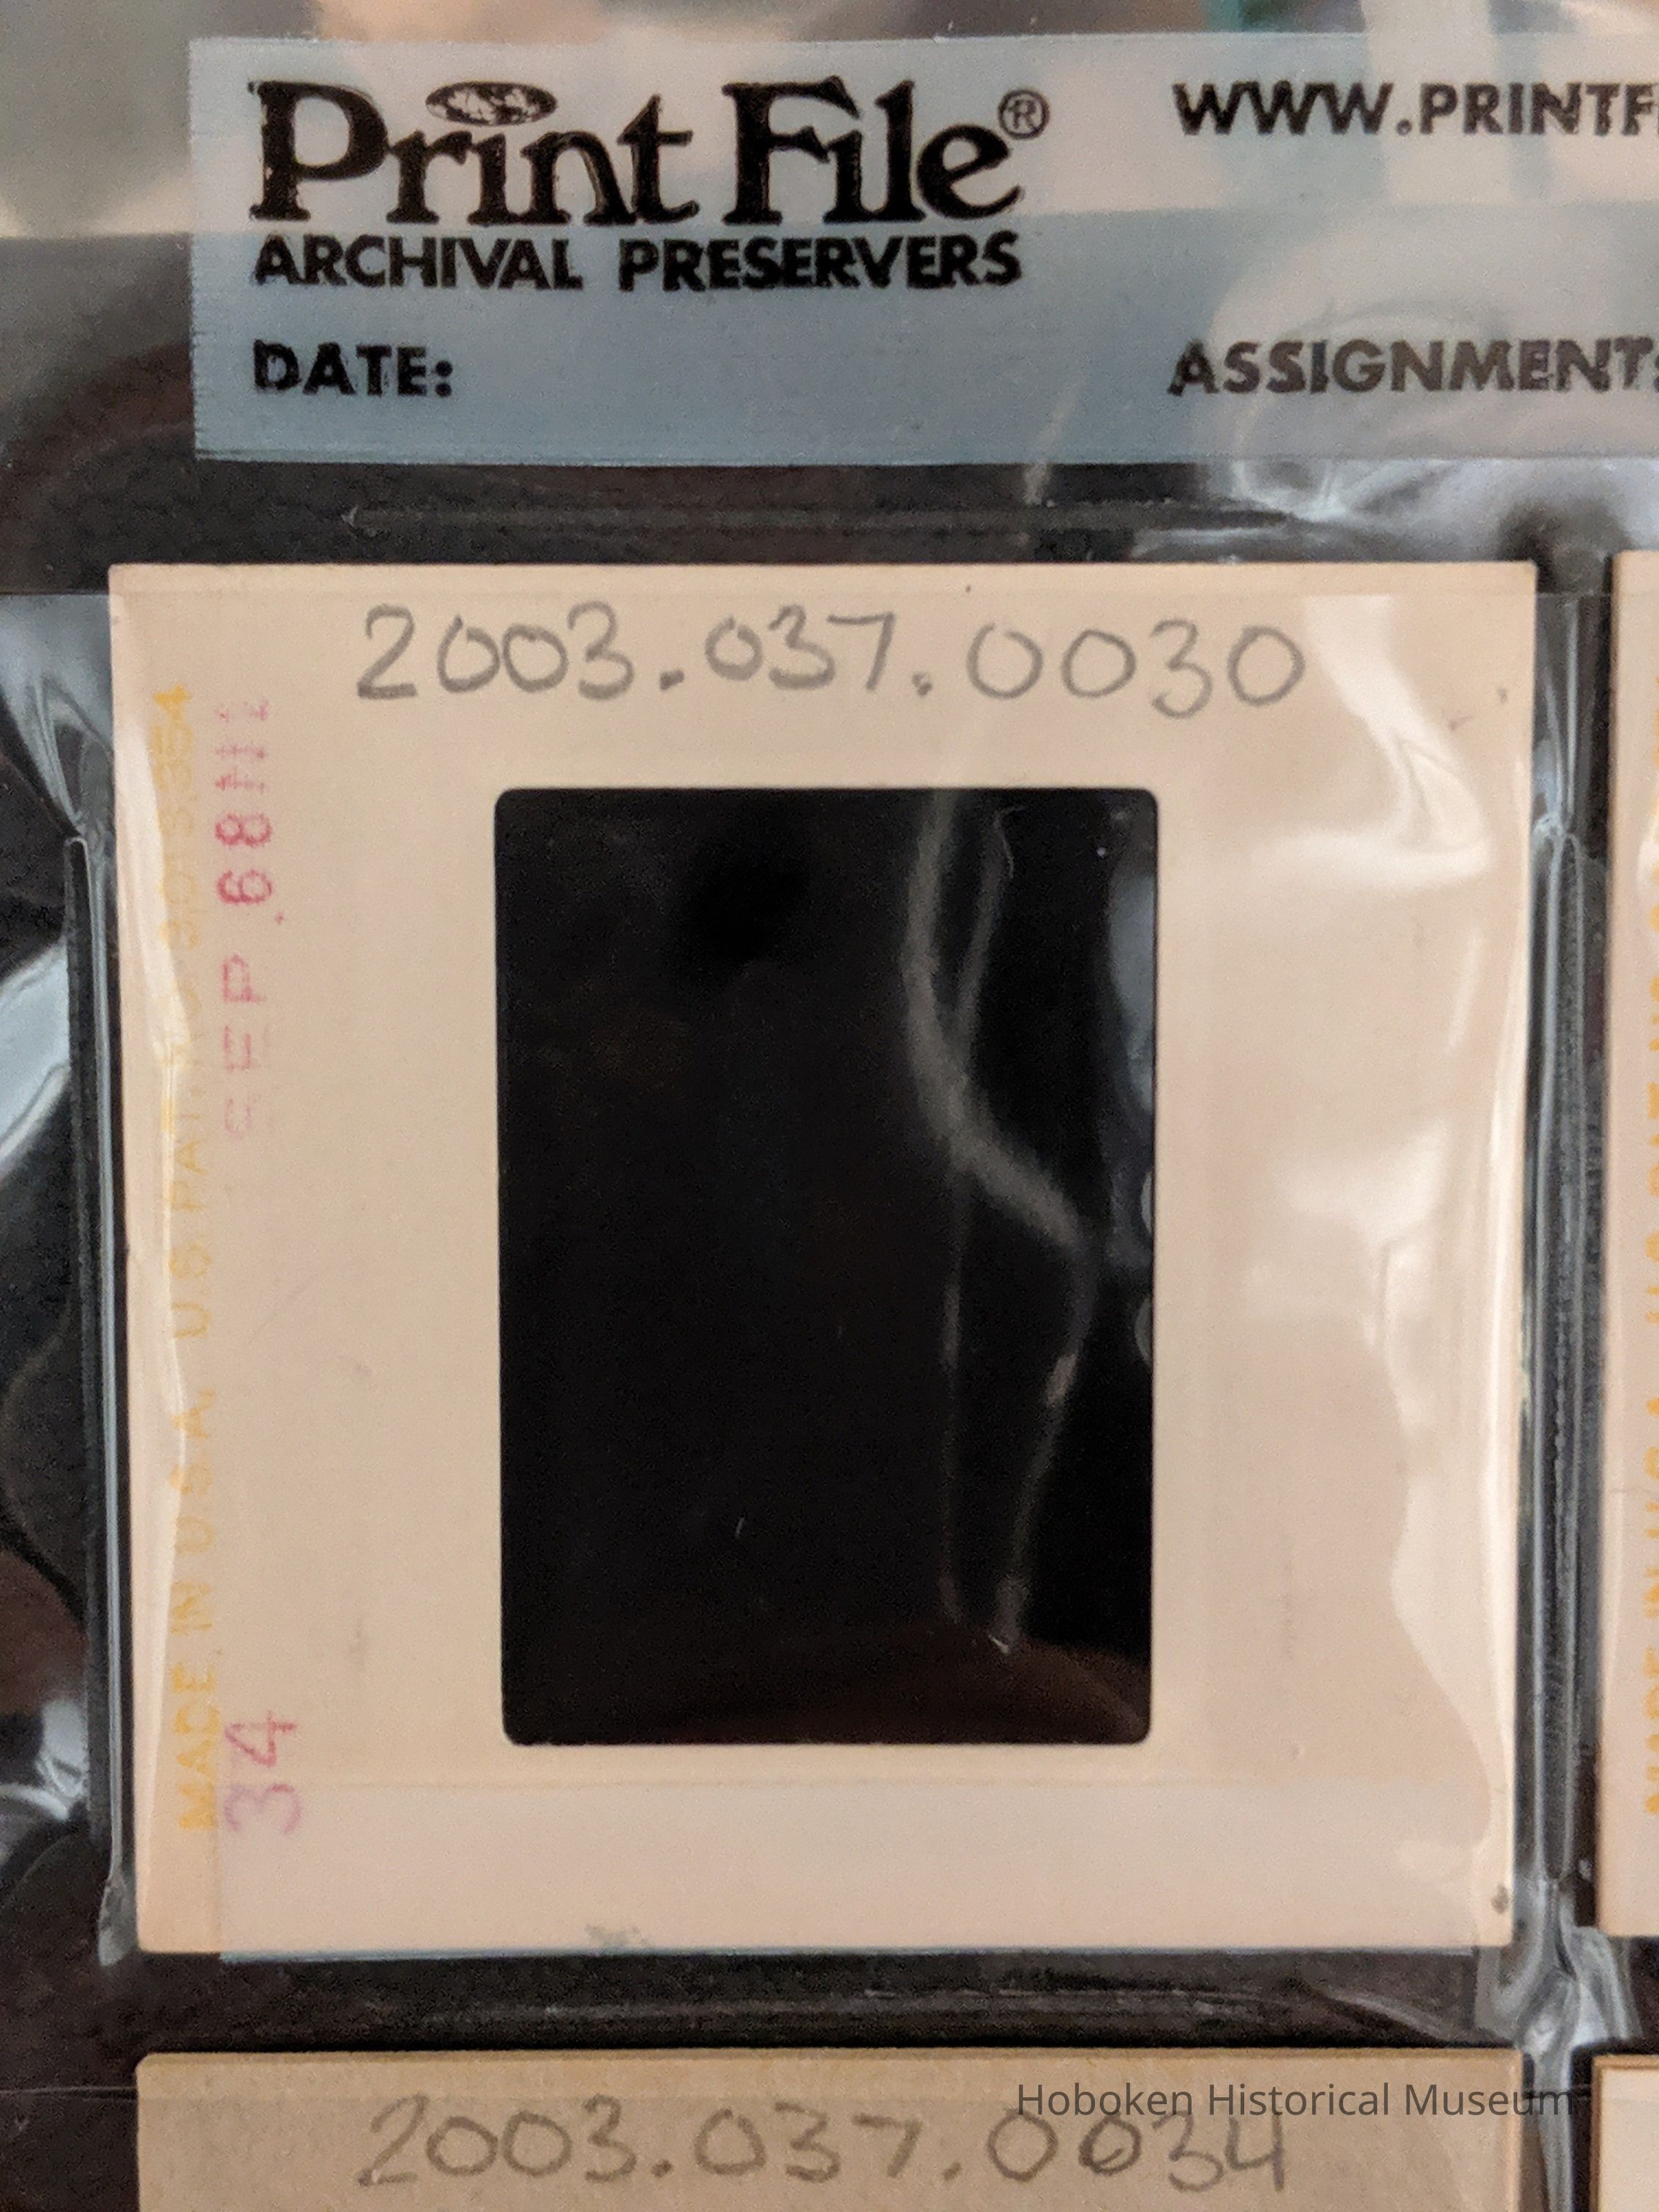 Print File®
WWW.PRINTF
ARCHIVAL PRESERVERS
DATE:
ASSIGNMENT:
2003.037.0030
SEP.68
MADE IN U.S.A. U.S. PAT.
34
2003.037.0034
Hoboken Historical Museum